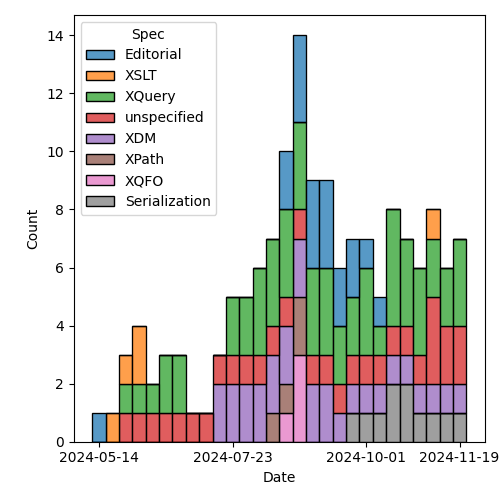 Spec
Editorial
XSLT
XQuery
unspecified
XDM
XPath
XQFO
Serialization
14
12
10
8
6
4
2
0
Count
2024-05-14 2024-07-23 2024-10-01 2024-11-19
Date